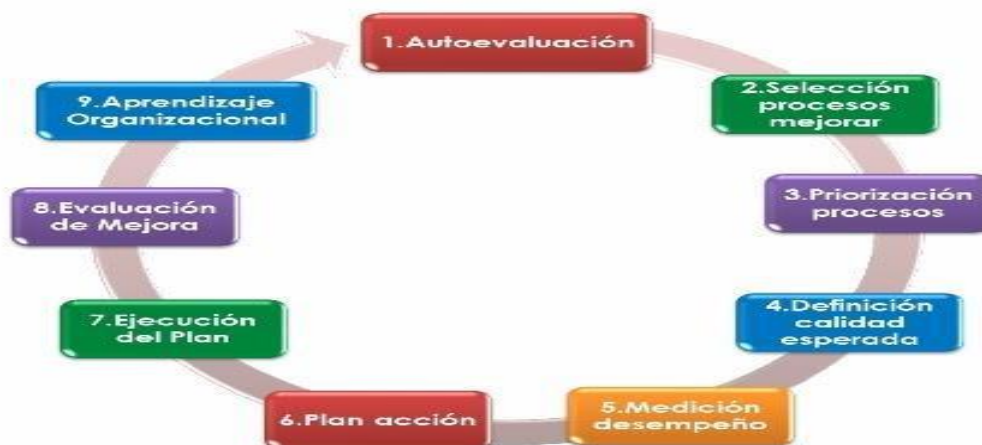 1.Autoevaluación
2.Selección
procesos
mejorar
3.Priorización
procesos
4.Definición
calidad
esperada
5.Medición
desempeño
6.Plan acción
7.Ejecución
del Plan
8.Evaluación
de Mejora
9.Aprendizaje
Organizacional